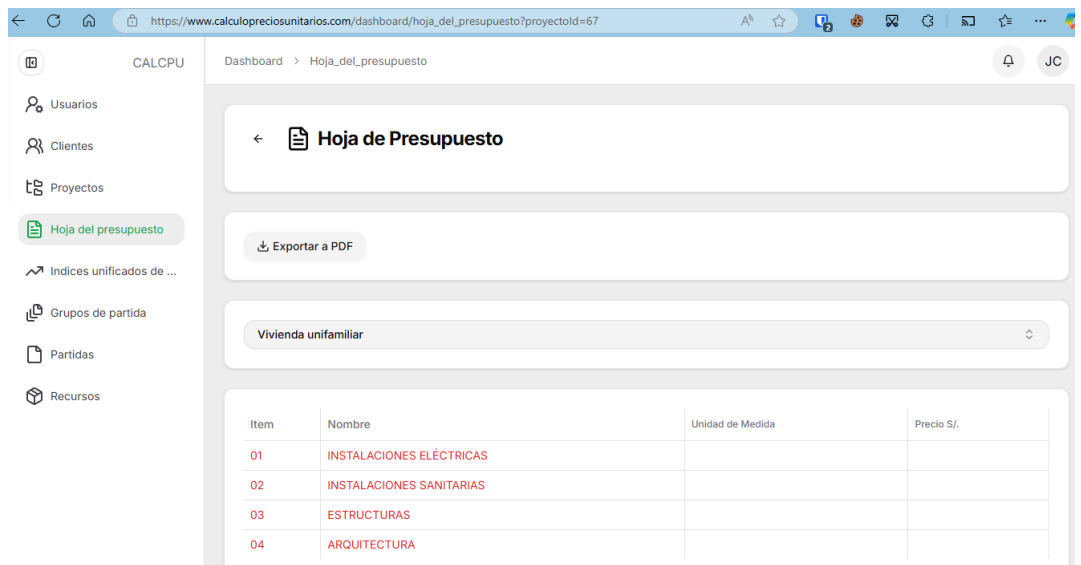 https://www.calculopreciosunitarios.com/dashboard/hoja_del_presupuesto?proyectoId=67
2
CALCPU
Dashboard > Hoja_del_presupuesto
JC
Usuarios
Clientes
Proyectos
Hoja del presupuesto
Indices unificados de ...
Grupos de partida
Partidas
Recursos
Hoja de Presupuesto
Exportar a PDF
Vivienda unifamiliar
Item Nombre Unidad de Medida Precio S/.
01 INSTALACIONES ELÉCTRICAS
02 INSTALACIONES SANITARIAS
03 ESTRUCTURAS
04 ARQUITECTURA